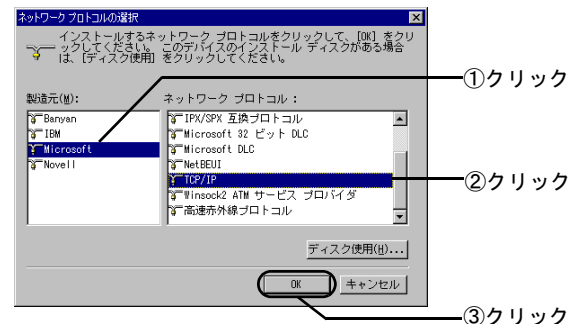 ネットワーク プロトコルの選択
インストールするネットワーク プロトコルをクリックして、[OK] をクリ
ックしてください。このデバイスのインストール ディスクがある場合
は、[ディスク使用] をクリックしてください。
①クリック
製造元(M):
ネットワーク プロトコル :
Banyan
IBM
Microsoft
Novell
IPX/SPX 互換プロトコル
Microsoft 32 ビット DLC
Microsoft DLC
NetBEUI
TCP/IP
Winsock2 ATM サービス プロバイダ
高速赤外線プロトコル
②クリック
ディスク使用(H)...
OK
キャンセル
③クリック